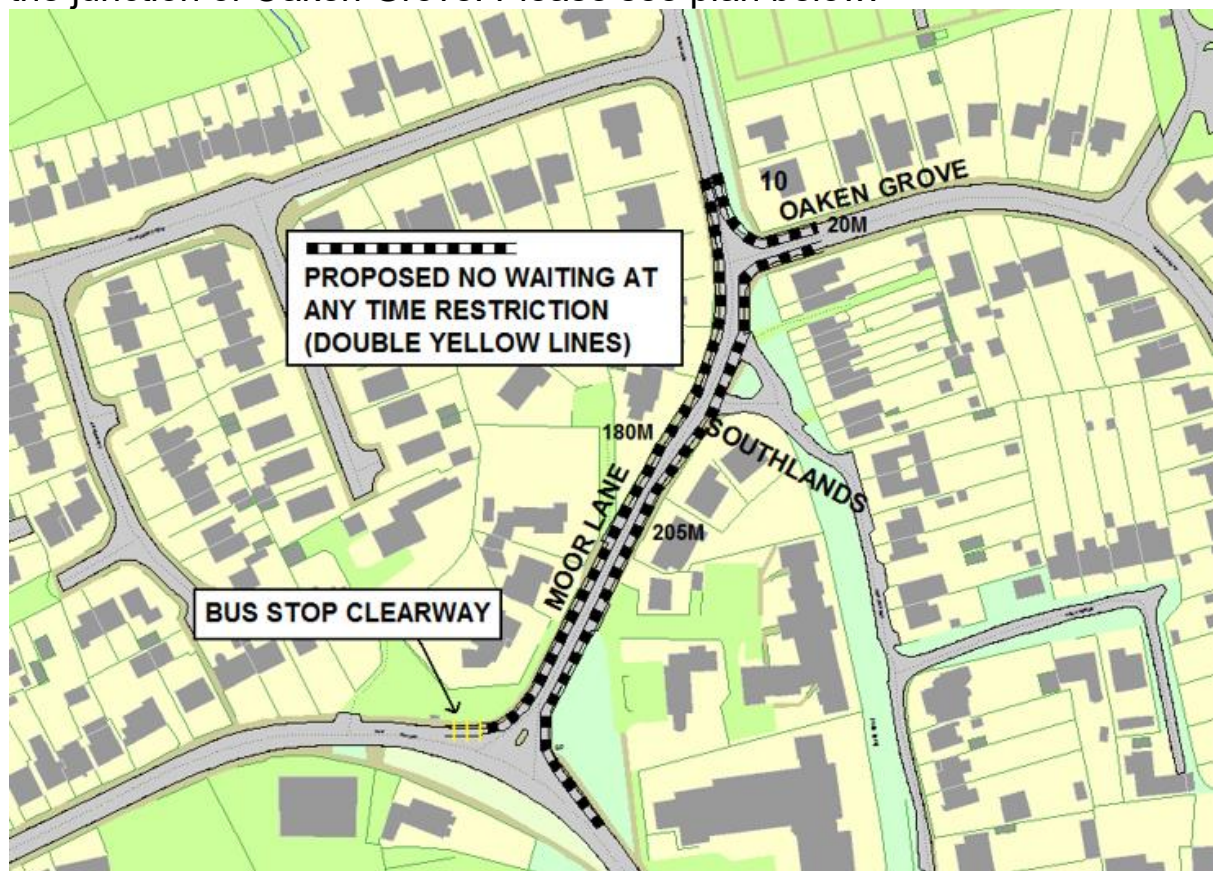 the junction of Oaken Grove. Please see plan below.
10
OAKEN GROVE
20M
PROPOSED NO WAITING AT
ANY TIME RESTRICTION
(DOUBLE YELLOW LINES)
180M
SOUTHLANDS
MOOR LANE
205M
BUS STOP CLEARWAY